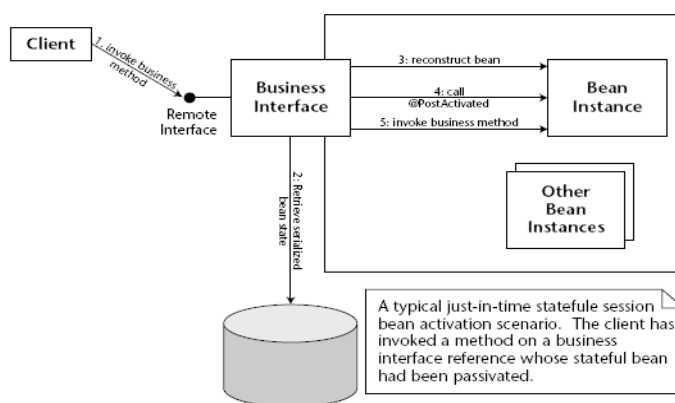 Client
1. invoke business
method
Remote
Interface
Business
Interface
3: reconstruct bean
4: call
@PostActivated
5: invoke business method
Bean
Instance
2: Retrieve serialized
bean state
Other
Bean
Instances
A typical just-in-time statefule session
bean activation scenario. The client has
invoked a method on a business
interface reference whose stateful bean
had been passivated.